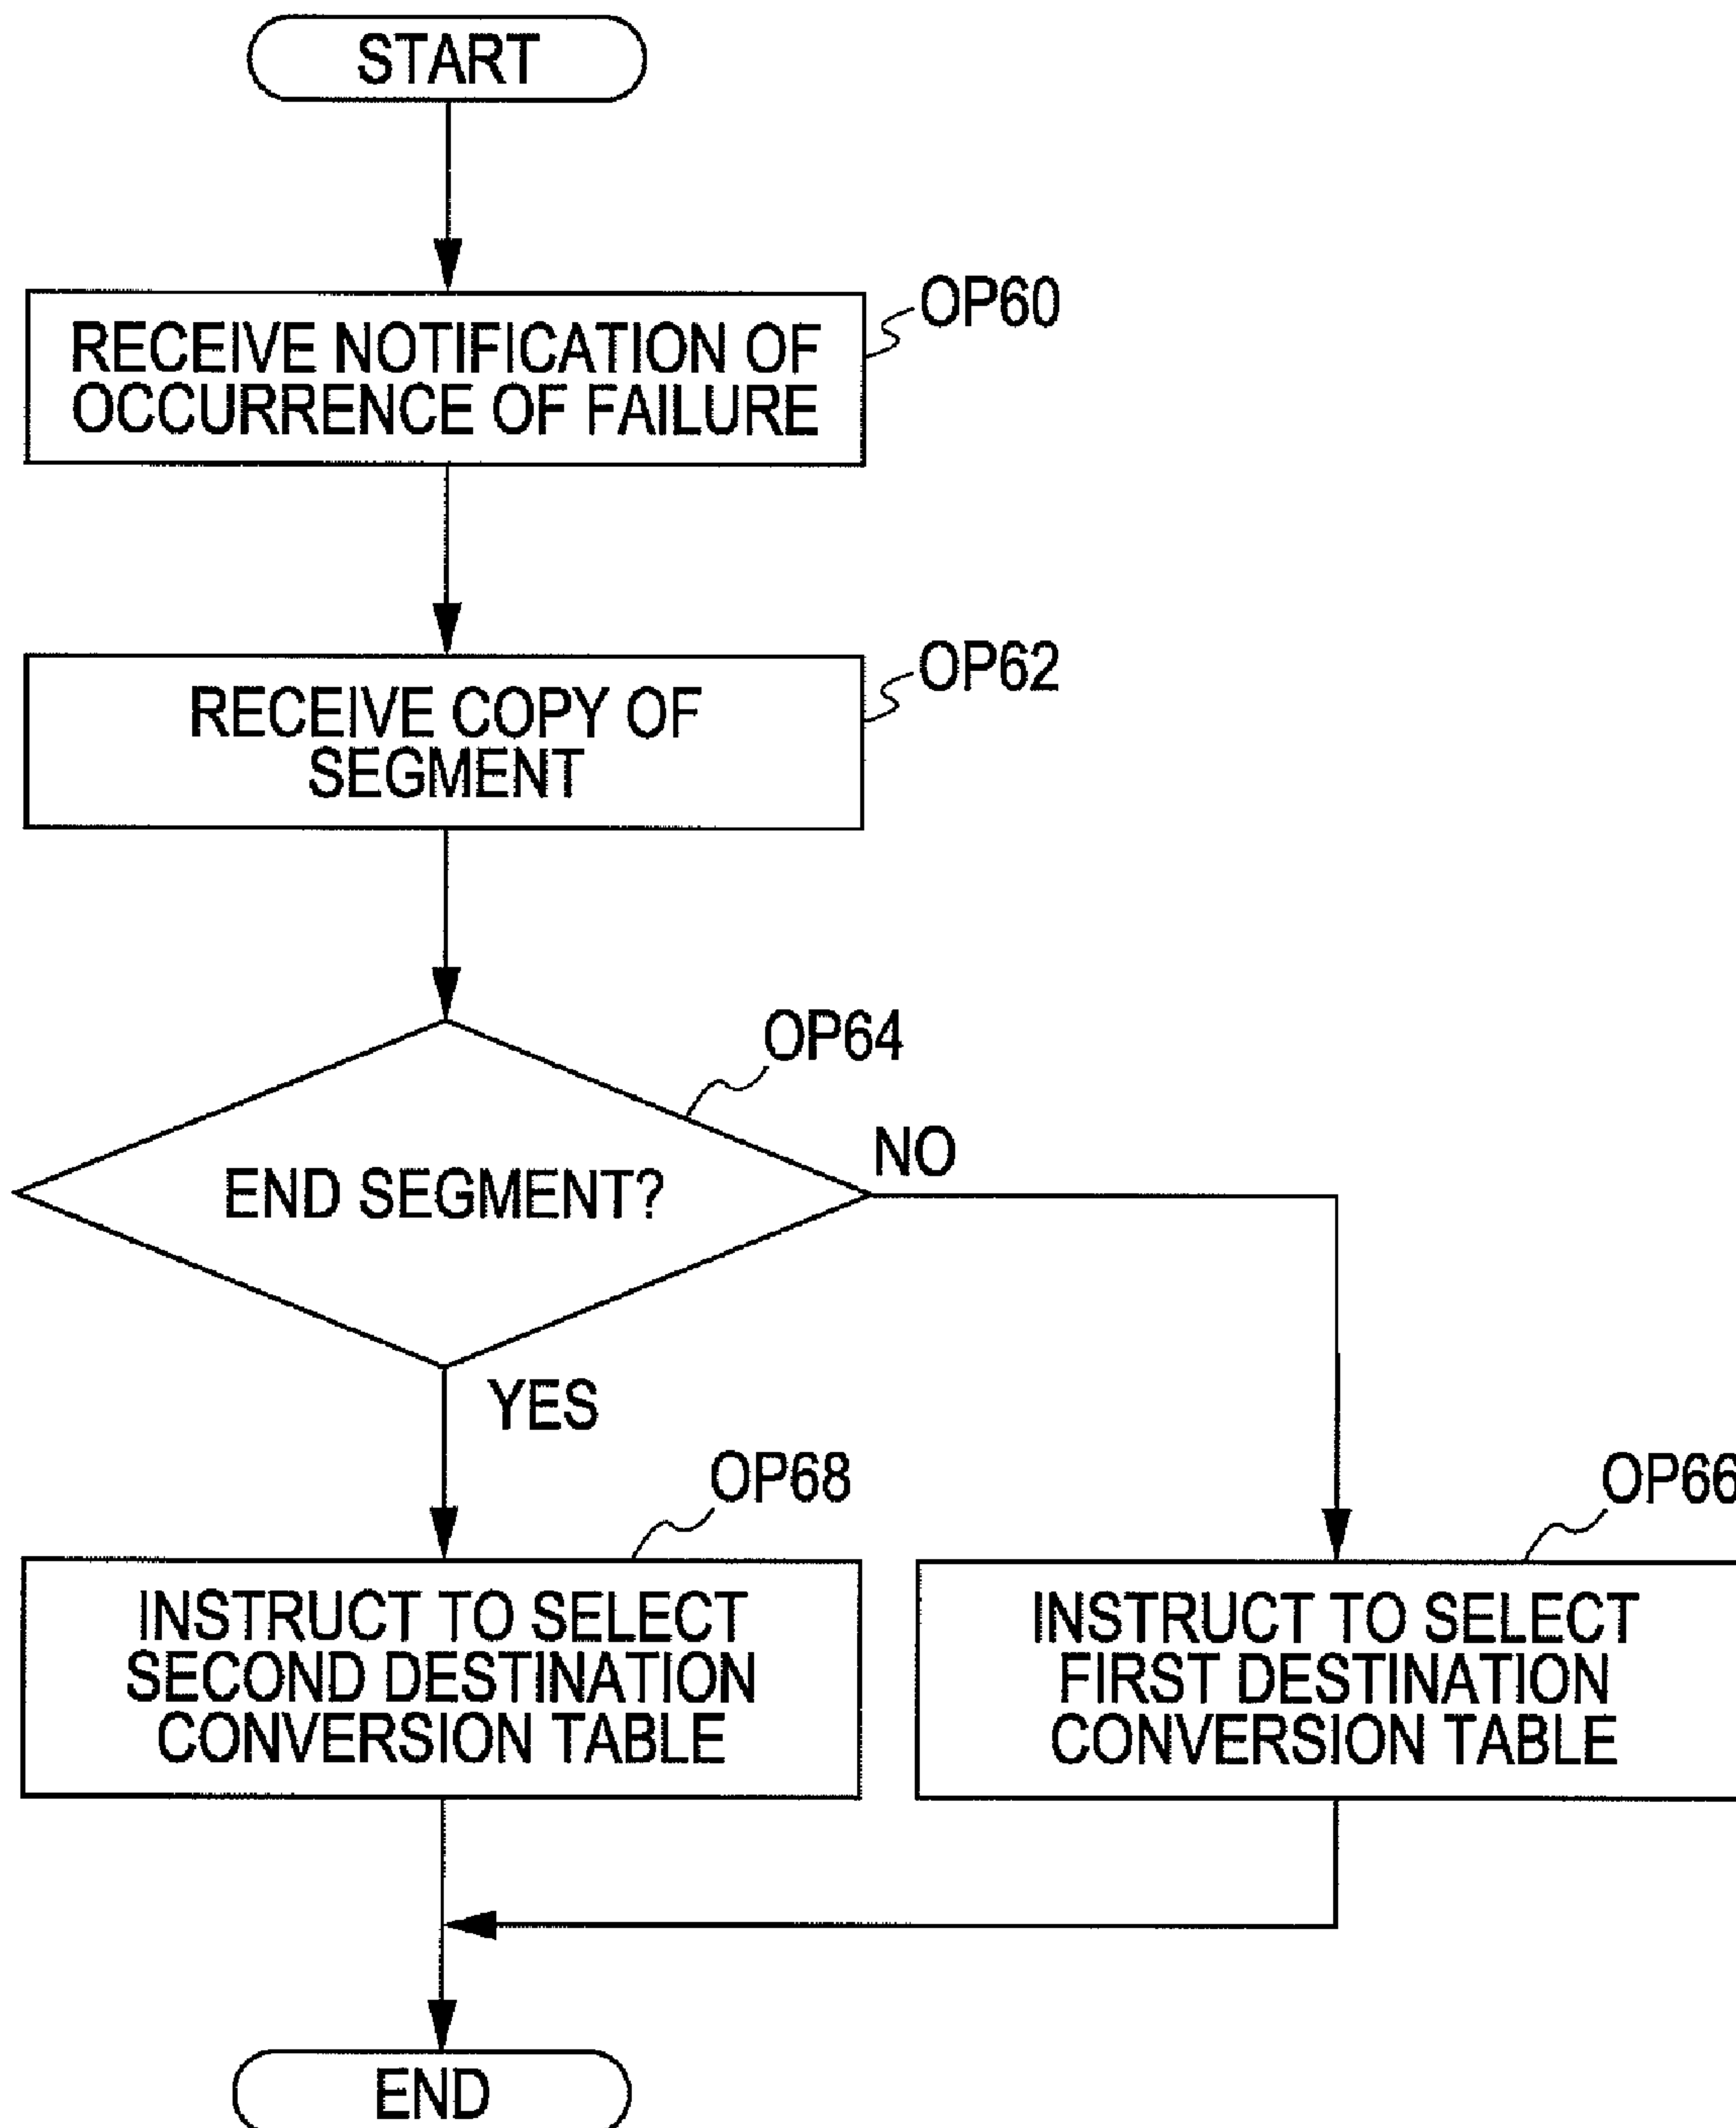 START
OP60
RECEIVE NOTIFICATION OF
OCCURRENCE OF FAILURE
OP62
RECEIVE COPY OF
SEGMENT
OP64
NO
END SEGMENT?
YES
OP68
OP66
INSTRUCT TO SELECT
SECOND DESTINATION
CONVERSION TABLE
INSTRUCT TO SELECT
FIRST DESTINATION
CONVERSION TABLE
END